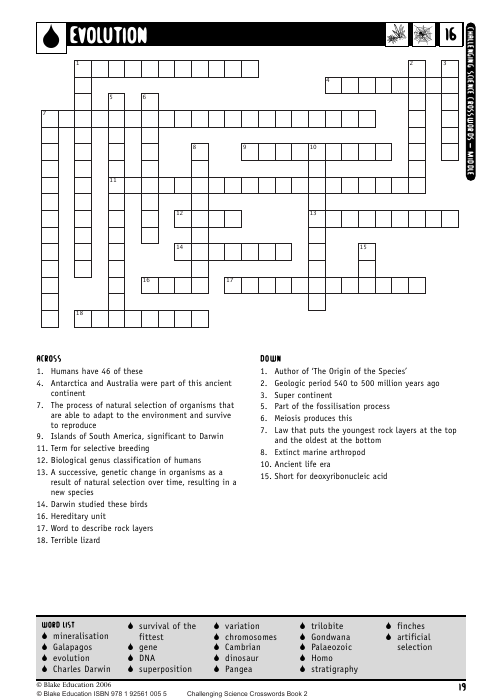 EVOLUTION
16
CHALLENGING SCIENCE CROSSWORDS – MIDDLE
1
2
3
4
5
6
7
8
9
10
11
12
13
14
15
16
17
18
ACROSS
1. Humans have 46 of these
4. Antarctica and Australia were part of this ancient
continent
7. The process of natural selection of organisms that
are able to adapt to the environment and survive
to reproduce
9. Islands of South America, significant to Darwin
11. Term for selective breeding
12. Biological genus classification of humans
13. A successive, genetic change in organisms as a
result of natural selection over time, resulting in a
new species
14. Darwin studied these birds
16. Hereditary unit
17. Word to describe rock layers
18. Terrible lizard
DOWN
1. Author of 'The Origin of the Species'
2. Geologic period 540 to 500 million years ago
3. Super continent
5. Part of the fossilisation process
6. Meiosis produces this
7. Law that puts the youngest rock layers at the top
and the oldest at the bottom
8. Extinct marine arthropod
10. Ancient life era
15. Short for deoxyribonucleic acid
WORD LIST
mineralisation
Galapagos
evolution
Charles Darwin
survival of the
fittest
gene
DNA
superposition
variation
chromosomes
Cambrian
dinosaur
Pangea
trilobite
Gondwana
Palaeozoic
Homo
stratigraphy
finches
artificial
selection
© Blake Education 2006
19
© Blake Education ISBN 978 1 92561 005 5 Challenging Science Crosswords Book 2